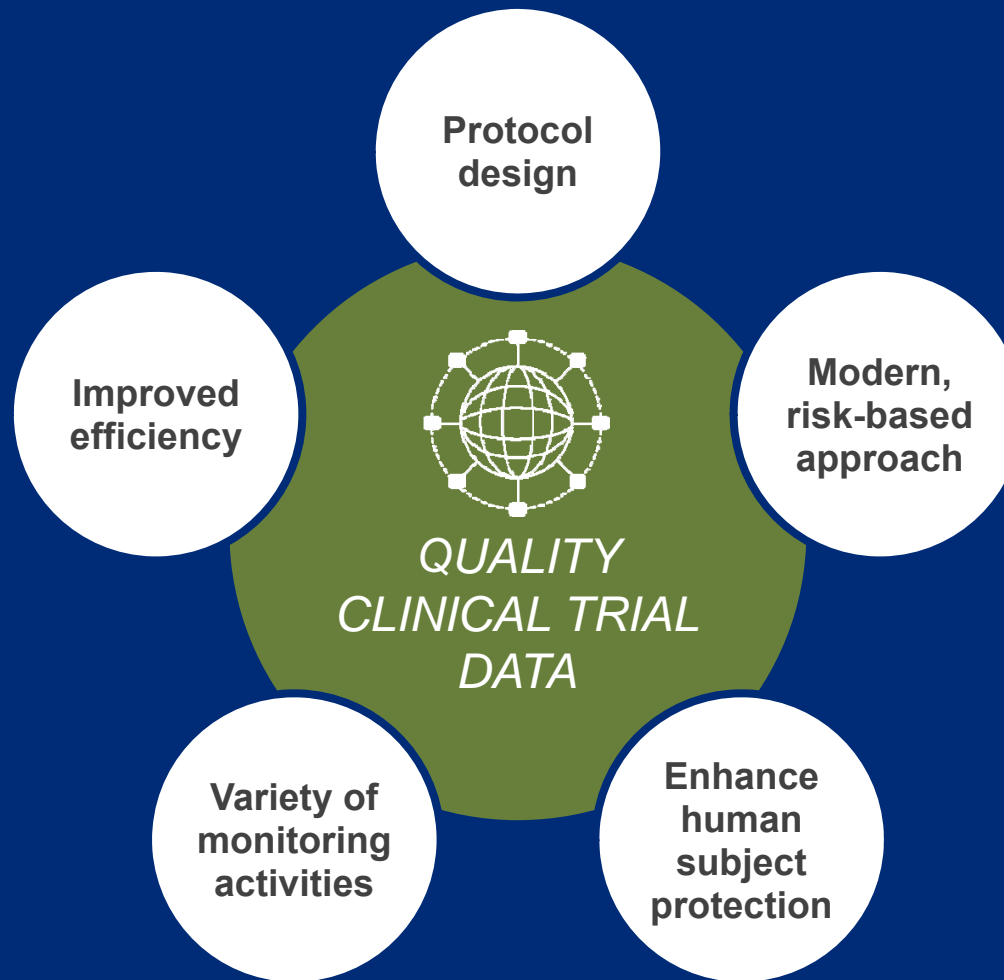 Protocol
design
Modern,
risk-based
approach
Enhance
human
subject
protection
Variety of
monitoring
activities
Improved
efficiency
QUALITY
CLINICAL TRIAL
DATA